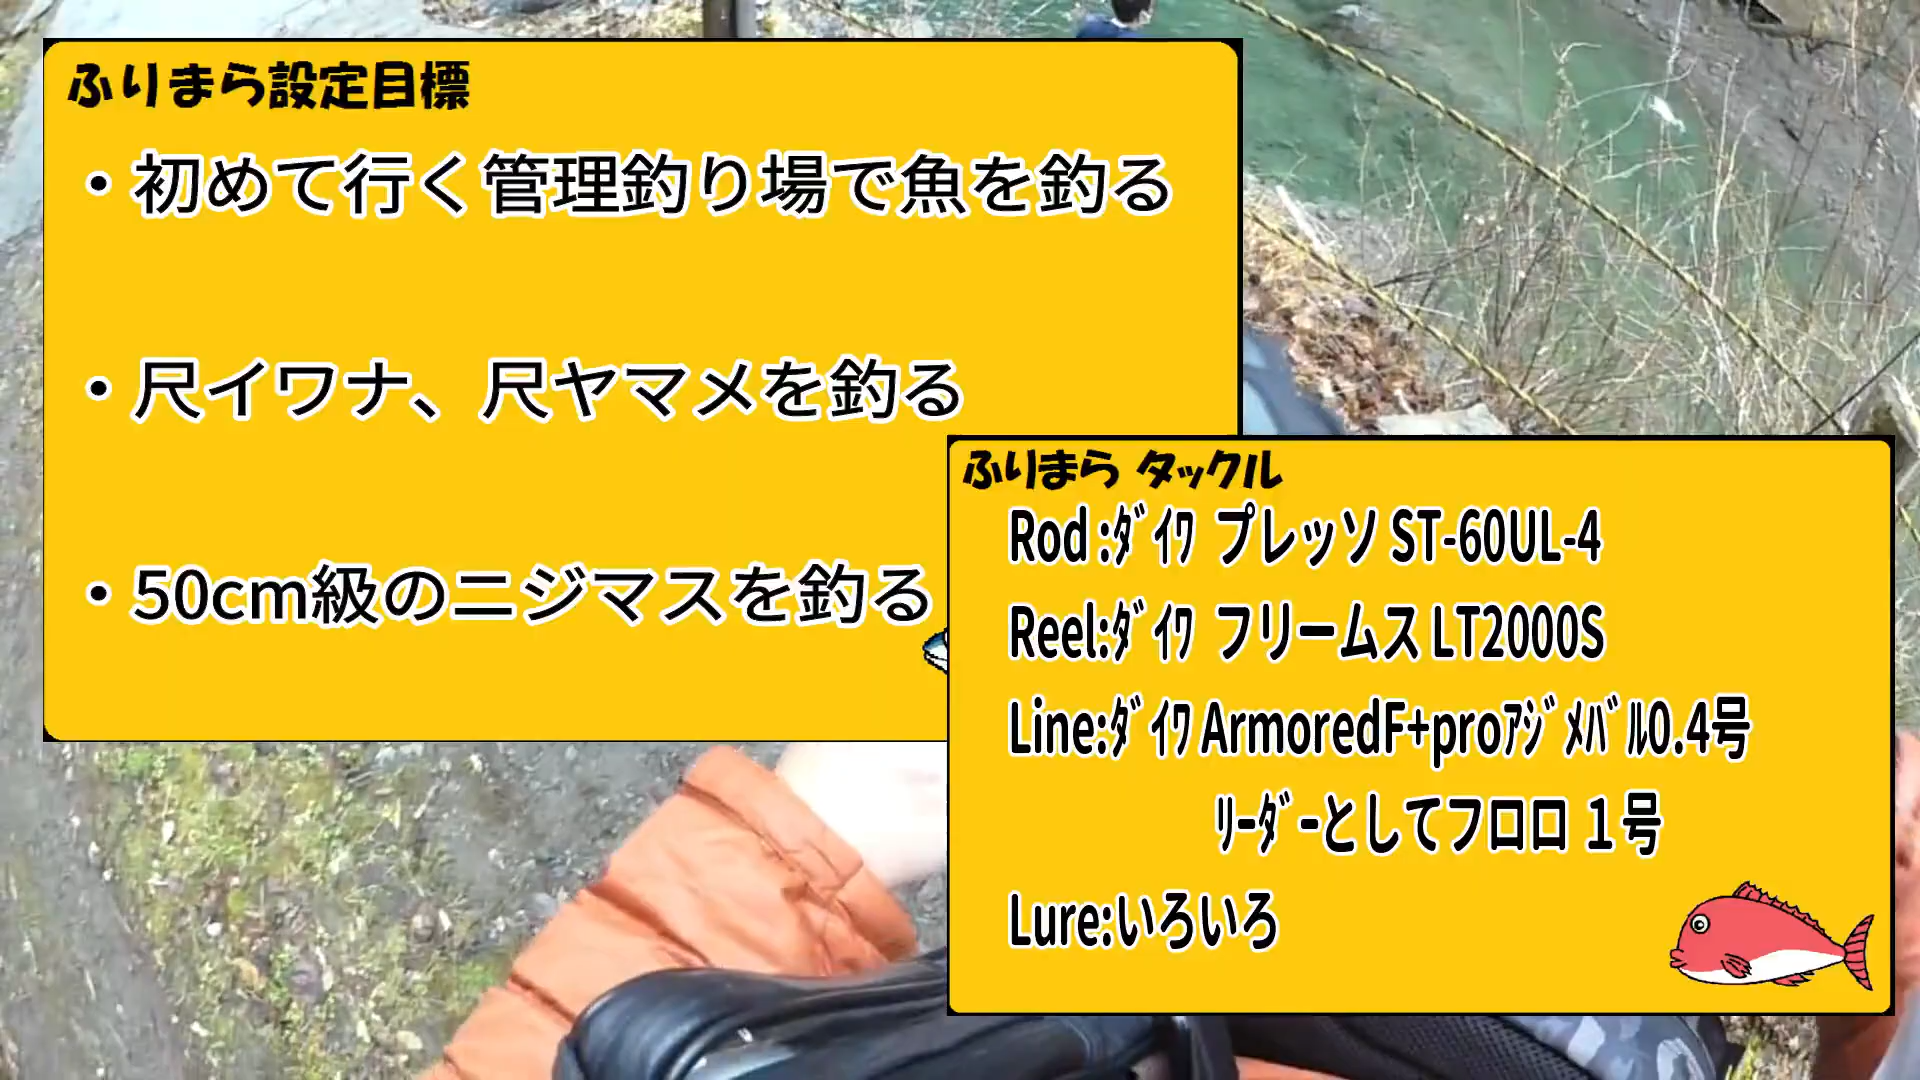 ふりまら設定目標
・初めて行く管理釣り場で魚を釣る
・尺イワナ、尺ヤマメを釣る
・50cm級のニジマスを釣る
ふりまら タックル
Rod :ﾀﾞｲﾜ プレッソ ST-60UL-4
Reel:ﾀﾞｲﾜ フリームス LT2000S
Line:ﾀﾞｲﾜ ArmoredF+proｱｼﾞﾒﾊﾞﾙ0.4号
ﾘｰﾀﾞｰとしてフロロ１号
Lure:いろいろ